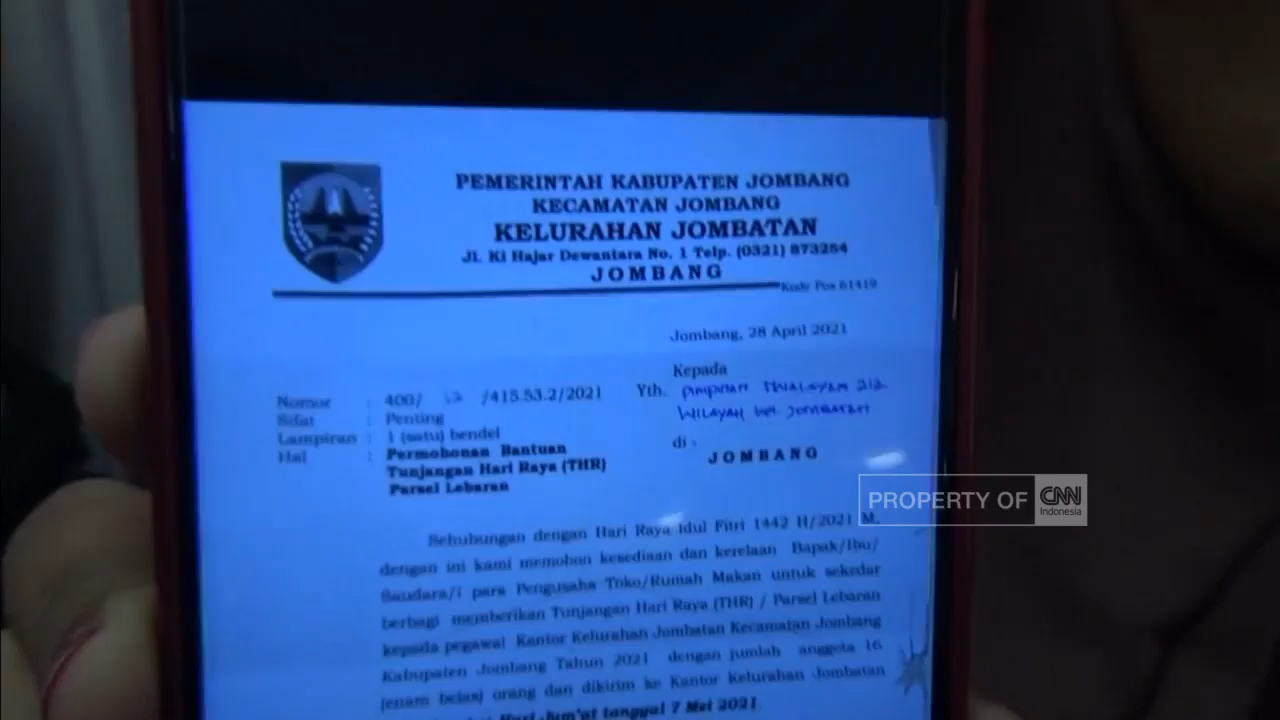 PEMERINTAH KABUPATEN JOMBANG
KECAMATAN JOMBANG
KELURAHAN JOMBATAN
Jl. Ki Hajar Dewantara No. 1 Telp. (0321) 873284
JOMBANG
Kode Pos 61419
Jombang, 28 April 2021
Kepada
Yth. PIMPINAN 212
WILAYAH JOMBATAN
di -
JOMBANG
Nomor : 400/ /415.53.2/2021
Sifat : Penting
Lampiran : 1 (satu) bendel
Hal : Permohonan Bantuan
Tunjangan Hari Raya (THR)
Parsel Lebaran
PROPERTY OF CNN Indonesia
Sehubungan dengan Hari Raya Idul Fitri 1442 H/2021 M,
dengan ini kami memohon kesediaan dan kerelaan Bapak/Ibu/
Saudara/i para Pengusaha Toko/Rumah Makan untuk sekedar
berbagi memberikan Tunjangan Hari Raya (THR) / Parsel Lebaran
kepada pegawai Kantor Kelurahan Jombatan Kecamatan Jombang
Kabupaten Jombang Tahun 2021 dengan jumlah anggota 16
(enam belas) orang dan dikirim ke Kantor Kelurahan Jombatan
Hari Jum'at tanggal 7 Mei 2021.